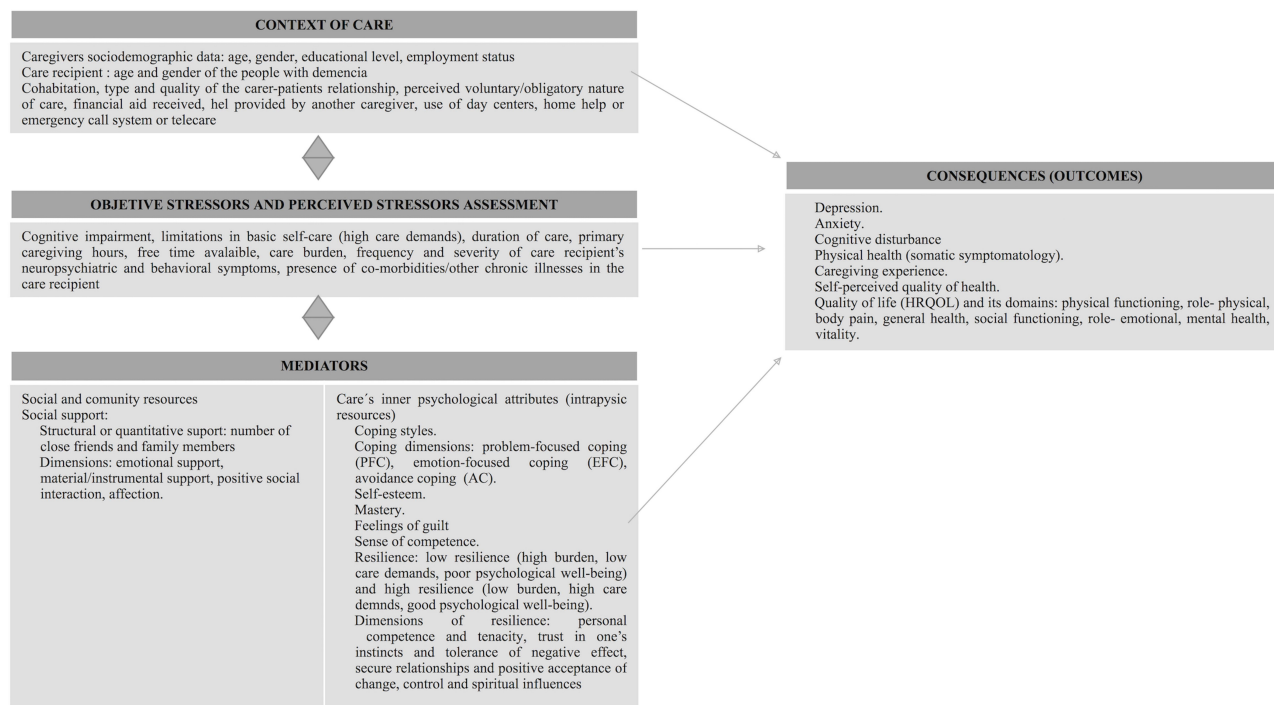 CONTEXT OF CARE
Caregivers sociodemographic data: age, gender, educational level, employment status
Care recipient : age and gender of the people with demencia
Cohabitation, type and quality of the carer-patients relationship, perceived voluntary/obligatory nature
of care, financial aid received, hel provided by another caregiver, use of day centers, home help or
emergency call system or telecare
OBJETIVE STRESSORS AND PERCEIVED STRESSORS ASSESSMENT
Cognitive impairment, limitations in basic self-care (high care demands), duration of care, primary
caregiving hours, free time avalaible, care burden, frequency and severity of care recipient's
neuropsychiatric and behavioral symptoms, presence of co-morbidities/other chronic illnesses in the
care recipient
MEDIATORS
Social and comunity resources
Social support:
Structural or quantitative suport: number of
close friends and family members
Dimensions: emotional support,
material/instrumental support, positive social
interaction, affection.
Care´s inner psychological attributes (intrapysic
resources)
Coping styles.
Coping dimensions: problem-focused coping
(PFC), emotion-focused coping (EFC),
avoidance coping (AC).
Self-esteem.
Mastery.
Feelings of guilt
Sense of competence.
Resilience: low resilience (high burden, low
care demands, poor psychological well-being)
and high resilience (low burden, high care
demnds, good psychological well-being).
Dimensions of resilience: personal
competence and tenacity, trust in one's
instincts and tolerance of negative effect,
secure relationships and positive acceptance of
change, control and spiritual influences
CONSEQUENCES (OUTCOMES)
Depression.
Anxiety.
Cognitive disturbance
Physical health (somatic symptomatology).
Caregiving experience.
Self-perceived quality of health.
Quality of life (HRQOL) and its domains: physical functioning, role- physical,
body pain, general health, social functioning, role- emotional, mental health,
vitality.